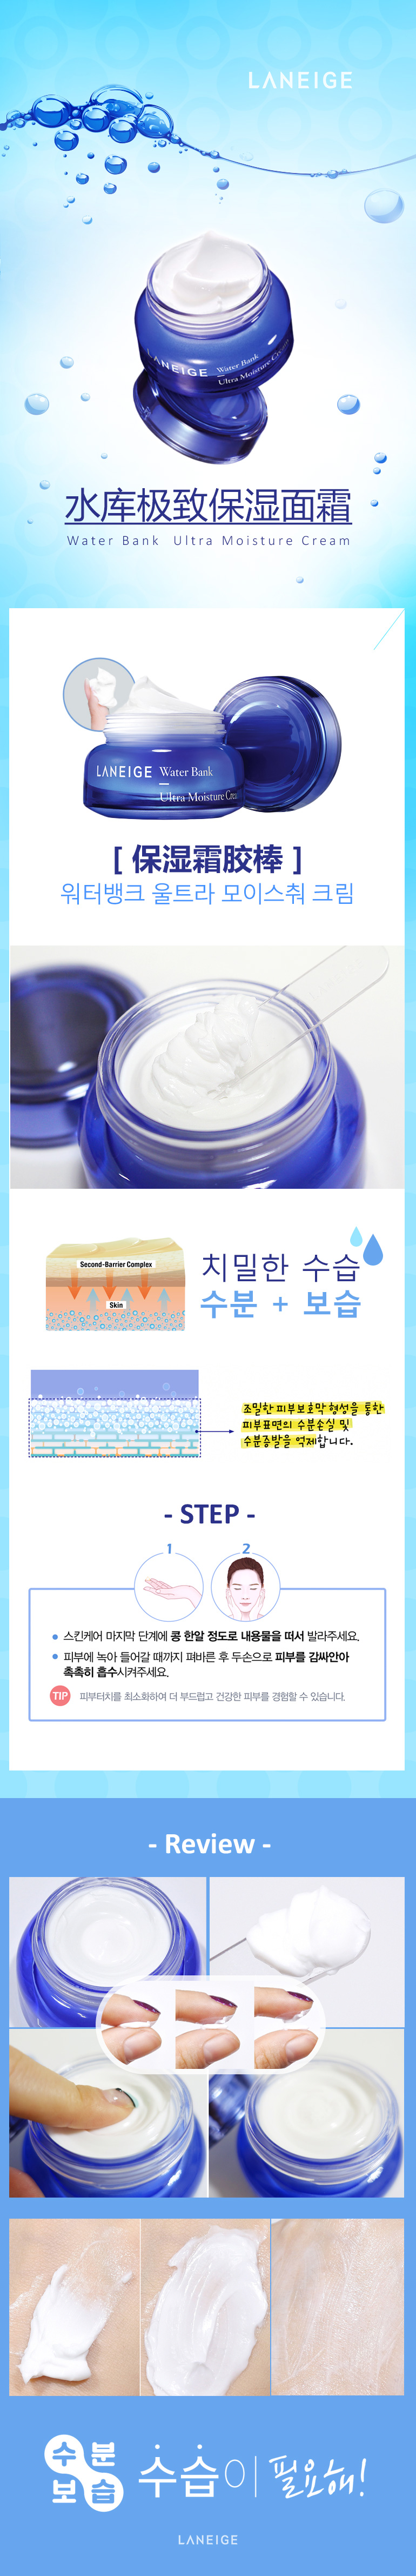 LANEIGE
LANEIGE Water Bank
Ultra Moisture Cream
水库极致保湿面霜
Water Bank Ultra Moisture Cream
LANEIGE Water Bank
Ultra Moisture Cream
[ 保湿霜胶棒 ]
워터뱅크 울트라 모이스춰 크림
Second-Barrier Complex
Skin
치밀한 수습
수분 + 보습
조밀한 피부보호막 형성을 통한
피부표면의 수분손실 및
수분증발을 억제합니다.
- STEP -
1 2
스킨케어 마지막 단계에 콩 한알 정도로 내용물을 떠서 발라주세요.
피부에 녹아 들어갈 때까지 펴바른 후 두손으로 피부를 감싸안아
촉촉히 흡수시켜주세요.
TIP 피부터치를 최소화하여 더 부드럽고 건강한 피부를 경험할 수 있습니다.
- Review -
수분
보습
수습이 필요해!
LANEIGE